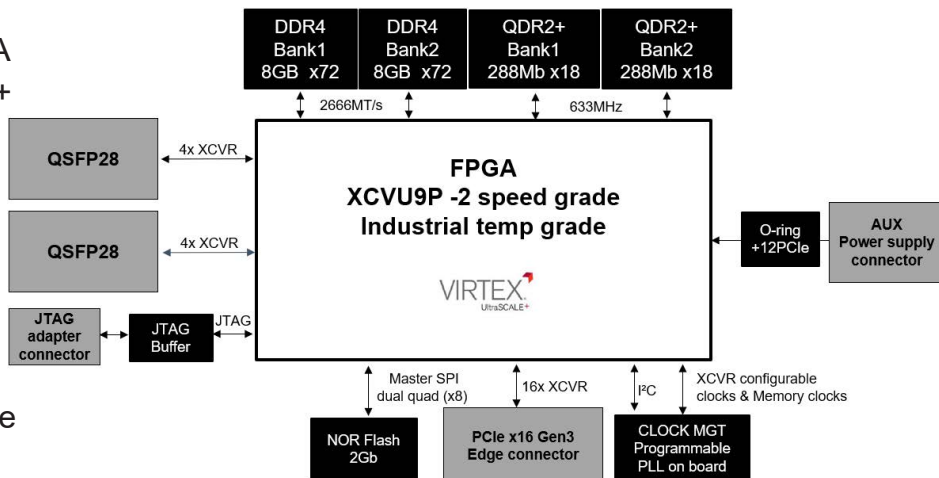 A
+
e
DDR4
Bank1
8GB x72
DDR4
Bank2
8GB x72
QDR2+
Bank1
288Mb x18
QDR2+
Bank2
288Mb x18
2666MT/s
633MHz
QSFP28
4x XCVR
QSFP28
4x XCVR
FPGA
XCVU9P -2 speed grade
Industrial temp grade
VIRTEX
UltraSCALE+
O-ring
+12PCIe
AUX
Power supply
connector
JTAG
adapter
connector
JTAG
Buffer
JTAG
Master SPI
dual quad (x8)
16x XCVR
I²C
XCVR configurable
clocks & Memory clocks
NOR Flash
2Gb
PCIe x16 Gen3
Edge connector
CLOCK MGT
Programmable
PLL on board